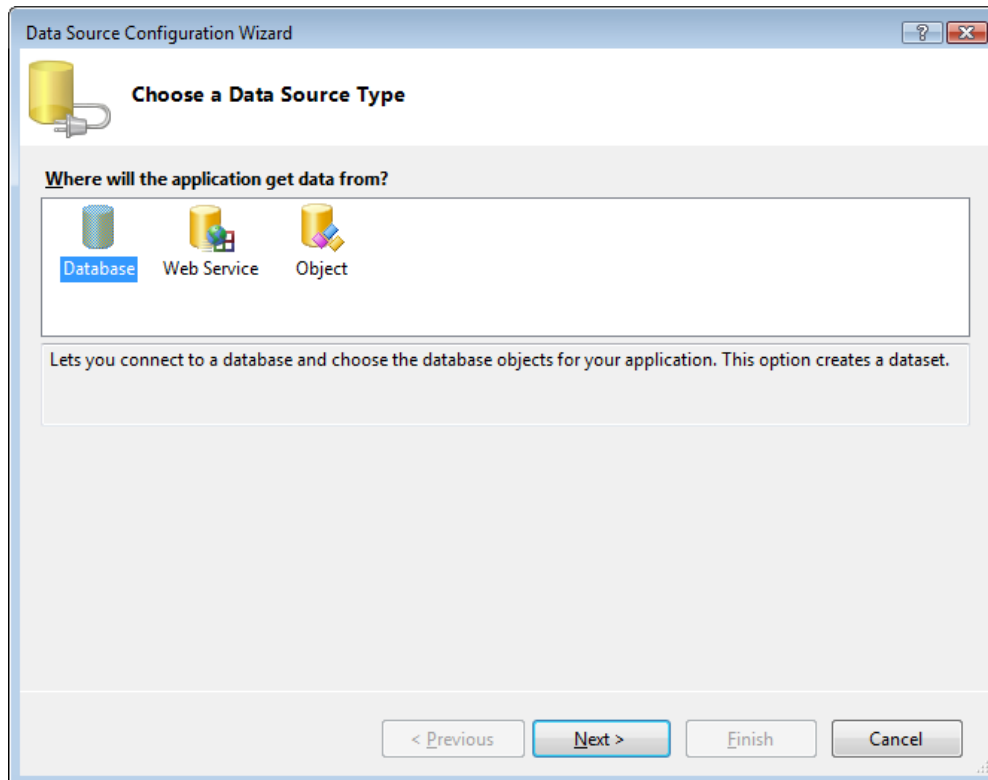 Data Source Configuration Wizard
?
Choose a Data Source Type
Where will the application get data from?
Database Web Service Object
Lets you connect to a database and choose the database objects for your application. This option creates a dataset.
< Previous Next > Finish Cancel